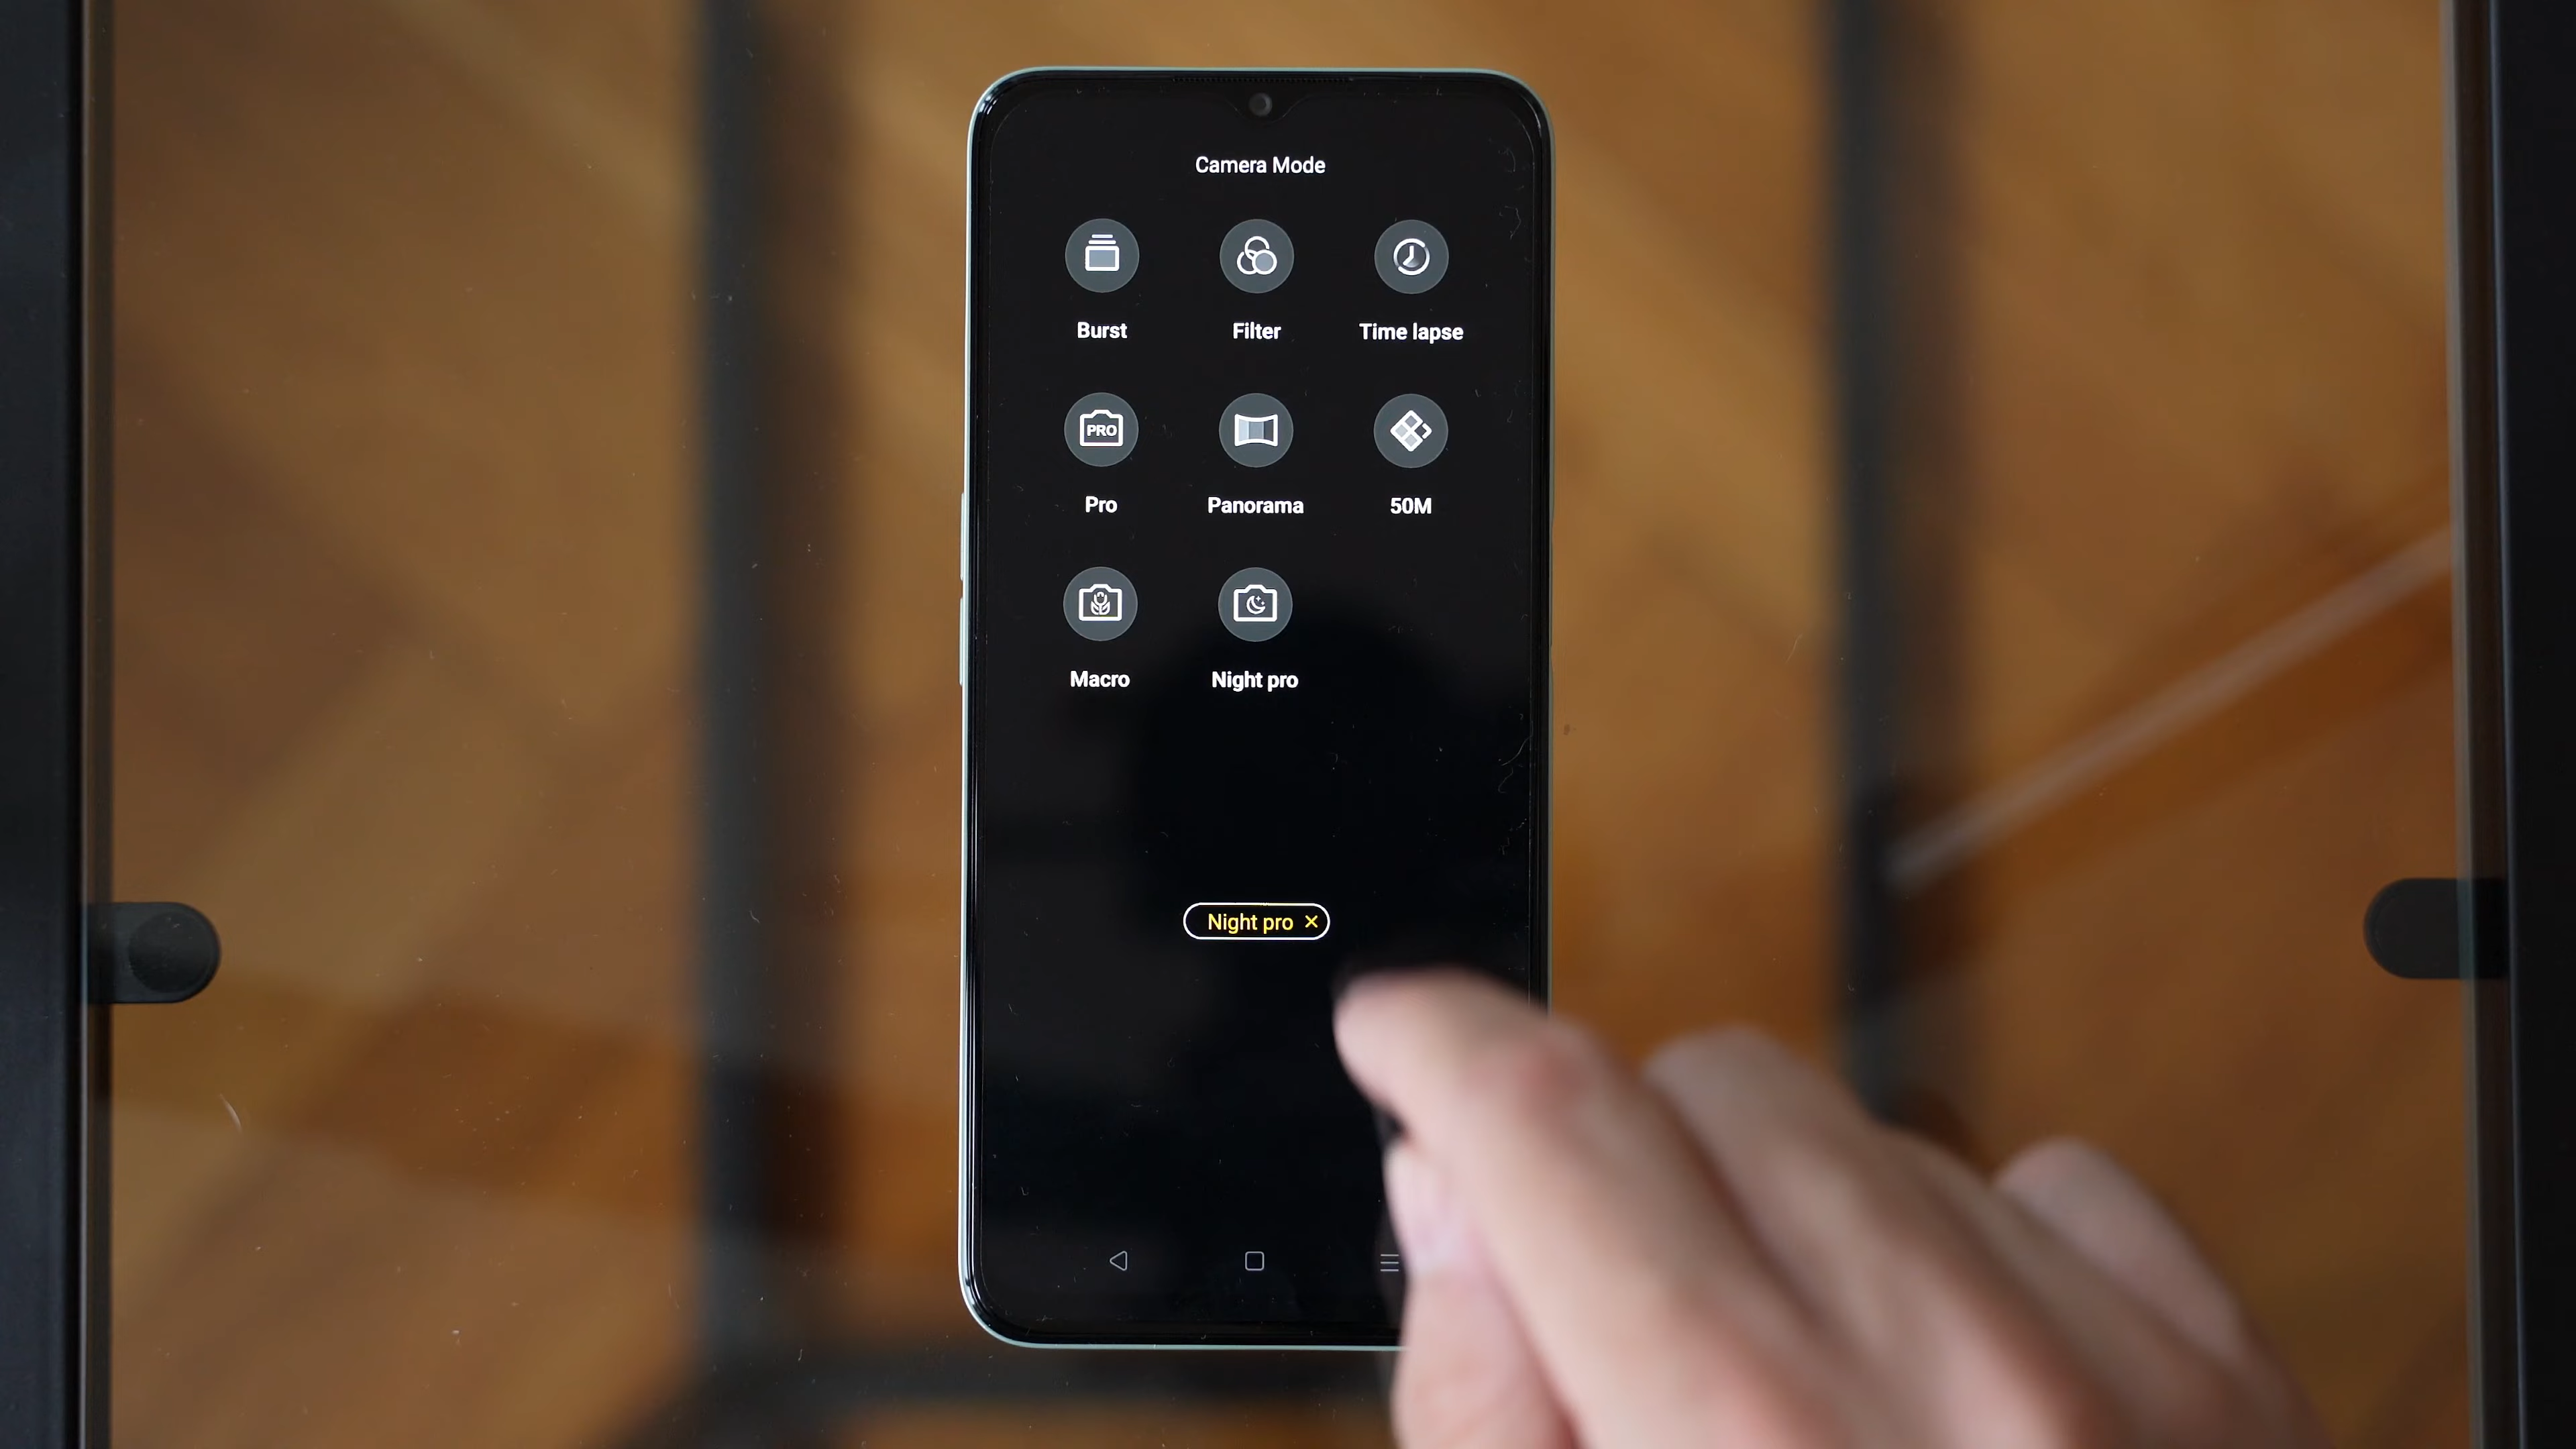 Camera Mode
Burst
Filter
Time lapse
PRO
Pro
Panorama
50M
Macro
Night pro
Night pro ×